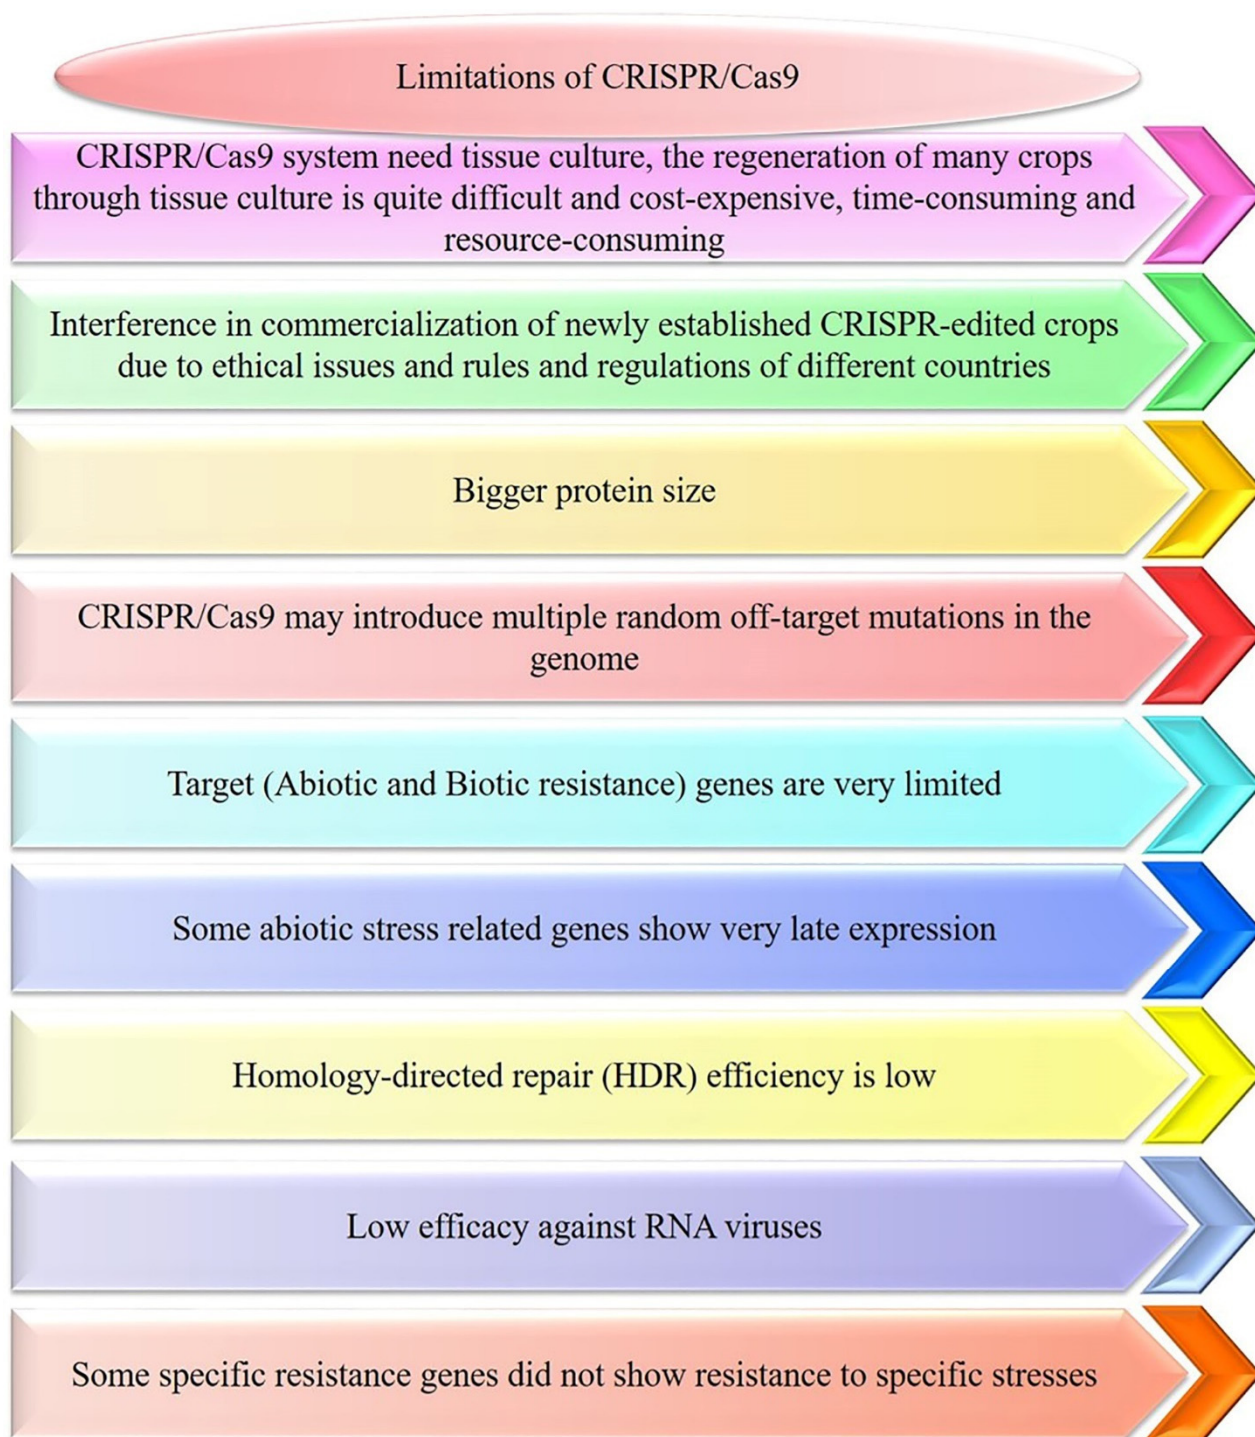 Limitations of CRISPR/Cas9
CRISPR/Cas9 system need tissue culture, the regeneration of many crops
through tissue culture is quite difficult and cost-expensive, time-consuming and
resource-consuming
Interference in commercialization of newly established CRISPR-edited crops
due to ethical issues and rules and regulations of different countries
Bigger protein size
CRISPR/Cas9 may introduce multiple random off-target mutations in the
genome
Target (Abiotic and Biotic resistance) genes are very limited
Some abiotic stress related genes show very late expression
Homology-directed repair (HDR) efficiency is low
Low efficacy against RNA viruses
Some specific resistance genes did not show resistance to specific stresses